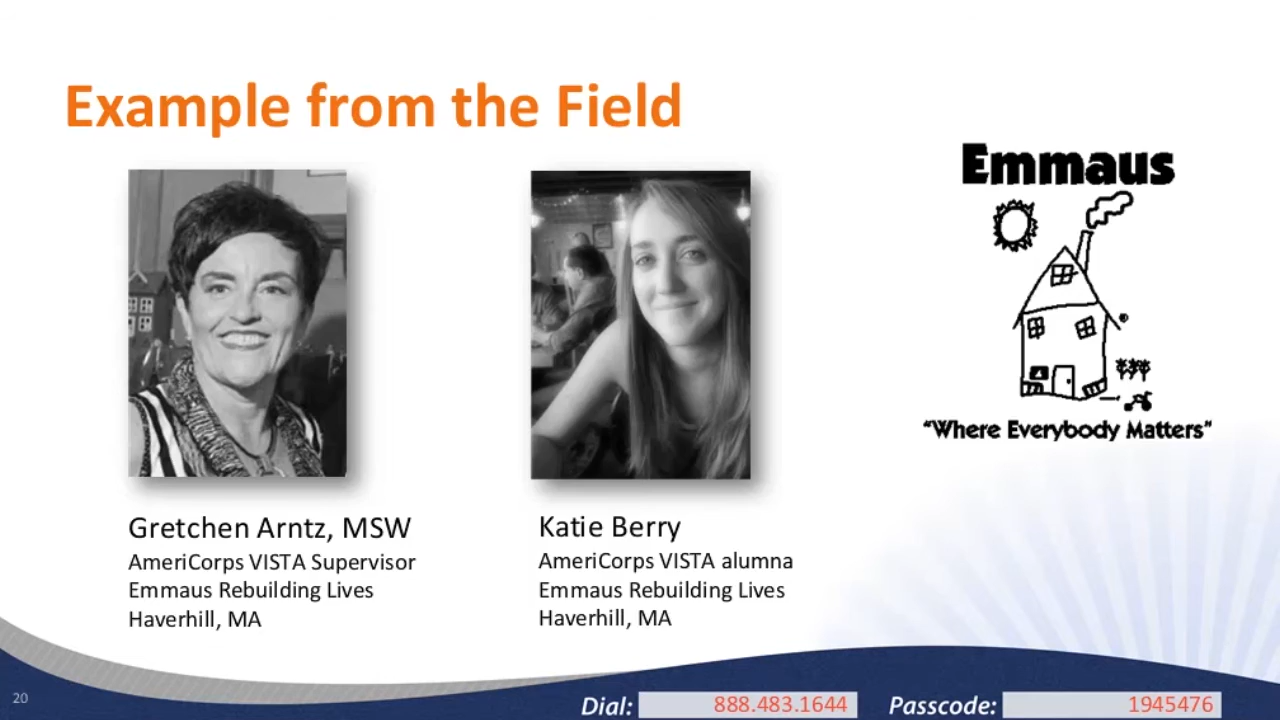 Example from the Field
Emmaus
"Where Everybody Matters"
Gretchen Arntz, MSW
AmeriCorps VISTA Supervisor
Emmaus Rebuilding Lives
Haverhill, MA
Katie Berry
AmeriCorps VISTA alumna
Emmaus Rebuilding Lives
Haverhill, MA
20
Dial: 888.483.1644 Passcode: 1945476